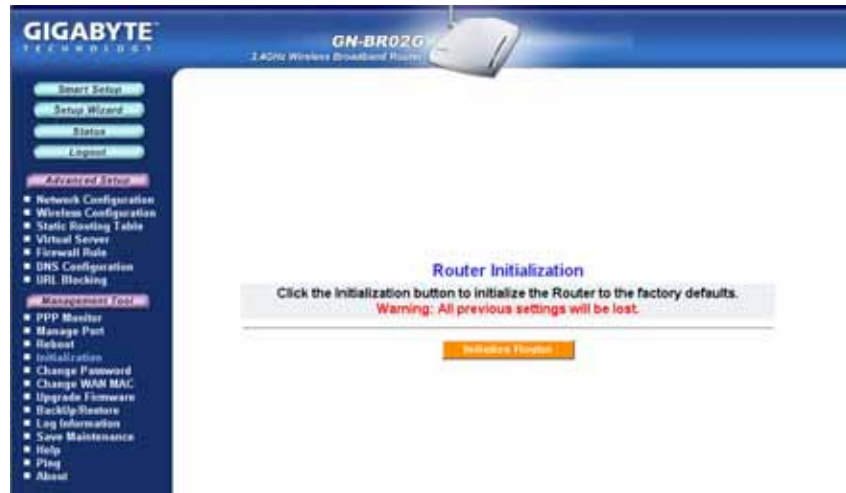 GIGABYTE
TECHNOLOGY
GN-BR02G
2.4GHz Wireless Broadband Router
Smart Setup
Setup Wizard
Status
Logout
Advanced Setup
Network Configuration
Wireless Configuration
Static Routing Table
Virtual Server
Firewall Rule
DNS Configuration
URL Blocking
Management Tool
PPP Monitor
Manage Port
Reboot
Initialization
Change Password
Change WAN MAC
Upgrade Firmware
BackUp/Restore
Log Information
Save Maintenance
Help
Ping
About
Router Initialization
Click the Initialization button to initialize the Router to the factory defaults.
Warning: All previous settings will be lost.
Initialize Router